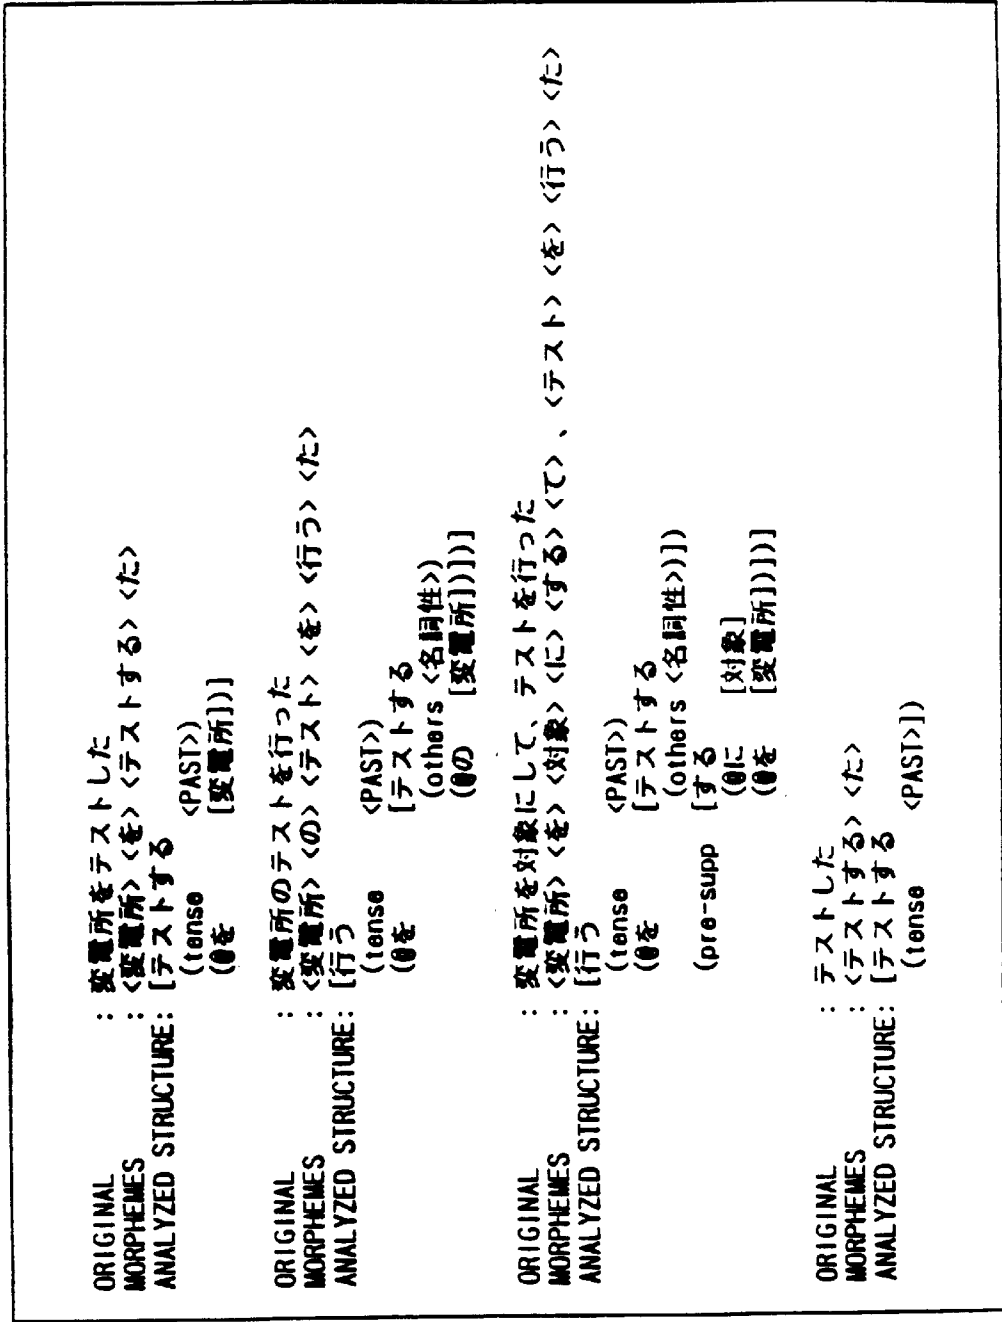 ORIGINAL : 変電所をテストした
MORPHEMES : <変電所> <を> <テストする> <た>
ANALYZED STRUCTURE: [テストする
(tense <PAST>)
(@を [変電所])]
ORIGINAL : 変電所のテストを行った
MORPHEMES : <変電所> <の> <テスト> <を> <行う> <た>
ANALYZED STRUCTURE: [行う
(tense <PAST>)
(@を [テストする
(others <名詞性>)
(@の [変電所])])]
ORIGINAL : 変電所を対象にして、テストを行った
MORPHEMES : <変電所> <を> <対象> <に> <する> <て>、<テスト> <を> <行う> <た>
ANALYZED STRUCTURE: [行う
(tense <PAST>)
(@を [テストする
(others <名詞性>)])
(pre-supp [する
(@に [対象]
(@を [変電所])])]
ORIGINAL : テストした
MORPHEMES : <テストする> <た>
ANALYZED STRUCTURE: [テストする
(tense <PAST>])